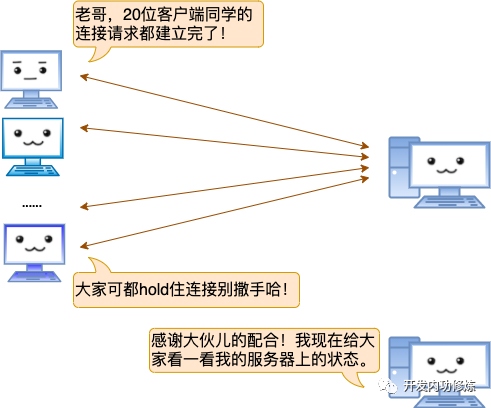 老哥，20位客户端同学的
连接请求都建立完了！
……
大家可都hold住连接别撒手哈！
感谢大伙儿的配合！我现在给大
家看一看我的服务器上的状态。
开发内功修炼